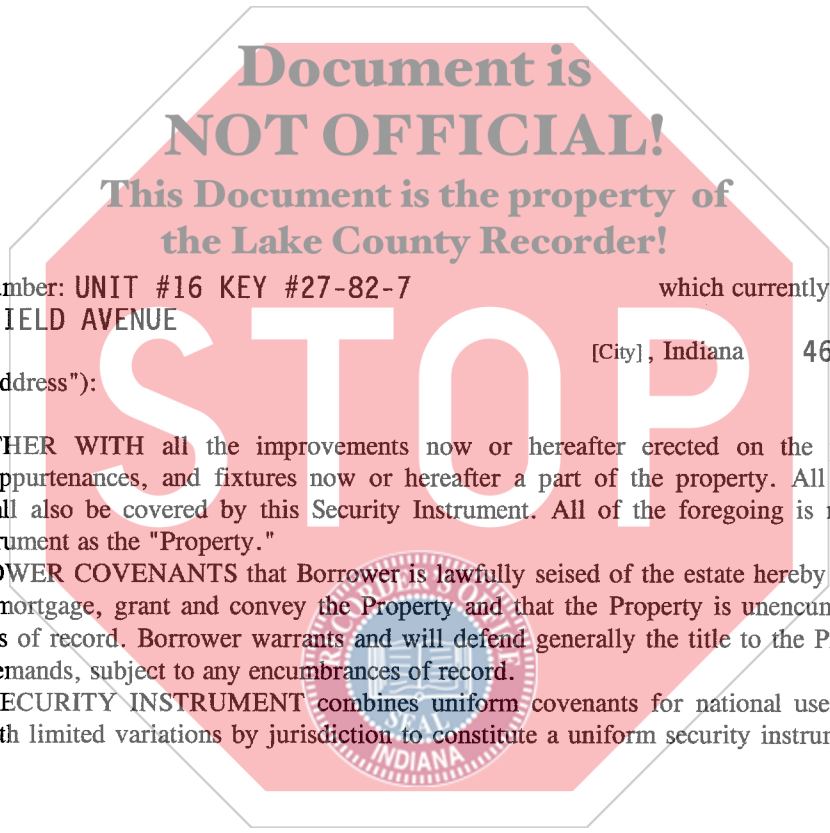 Document is
NOT OFFICIAL!
This Document is the property of
the Lake County Recorder!
mber: UNIT #16 KEY #27-82-7 which currently
IELD AVENUE
[City], Indiana 46
ddress"):
STOP
THER WITH all the improvements now or hereafter erected on the
ppurtenances, and fixtures now or hereafter a part of the property. All
ll also be covered by this Security Instrument. All of the foregoing is
rument as the "Property."
OWER COVENANTS that Borrower is lawfully seised of the estate hereby
mortgage, grant and convey the Property and that the Property is unencum
s of record. Borrower warrants and will defend generally the title to the P
emands, subject to any encumbrances of record.
ECURITY INSTRUMENT combines uniform covenants for national use
th limited variations by jurisdiction to constitute a uniform security instru
RECORDER'S OFFICE
SEAL
INDIANA